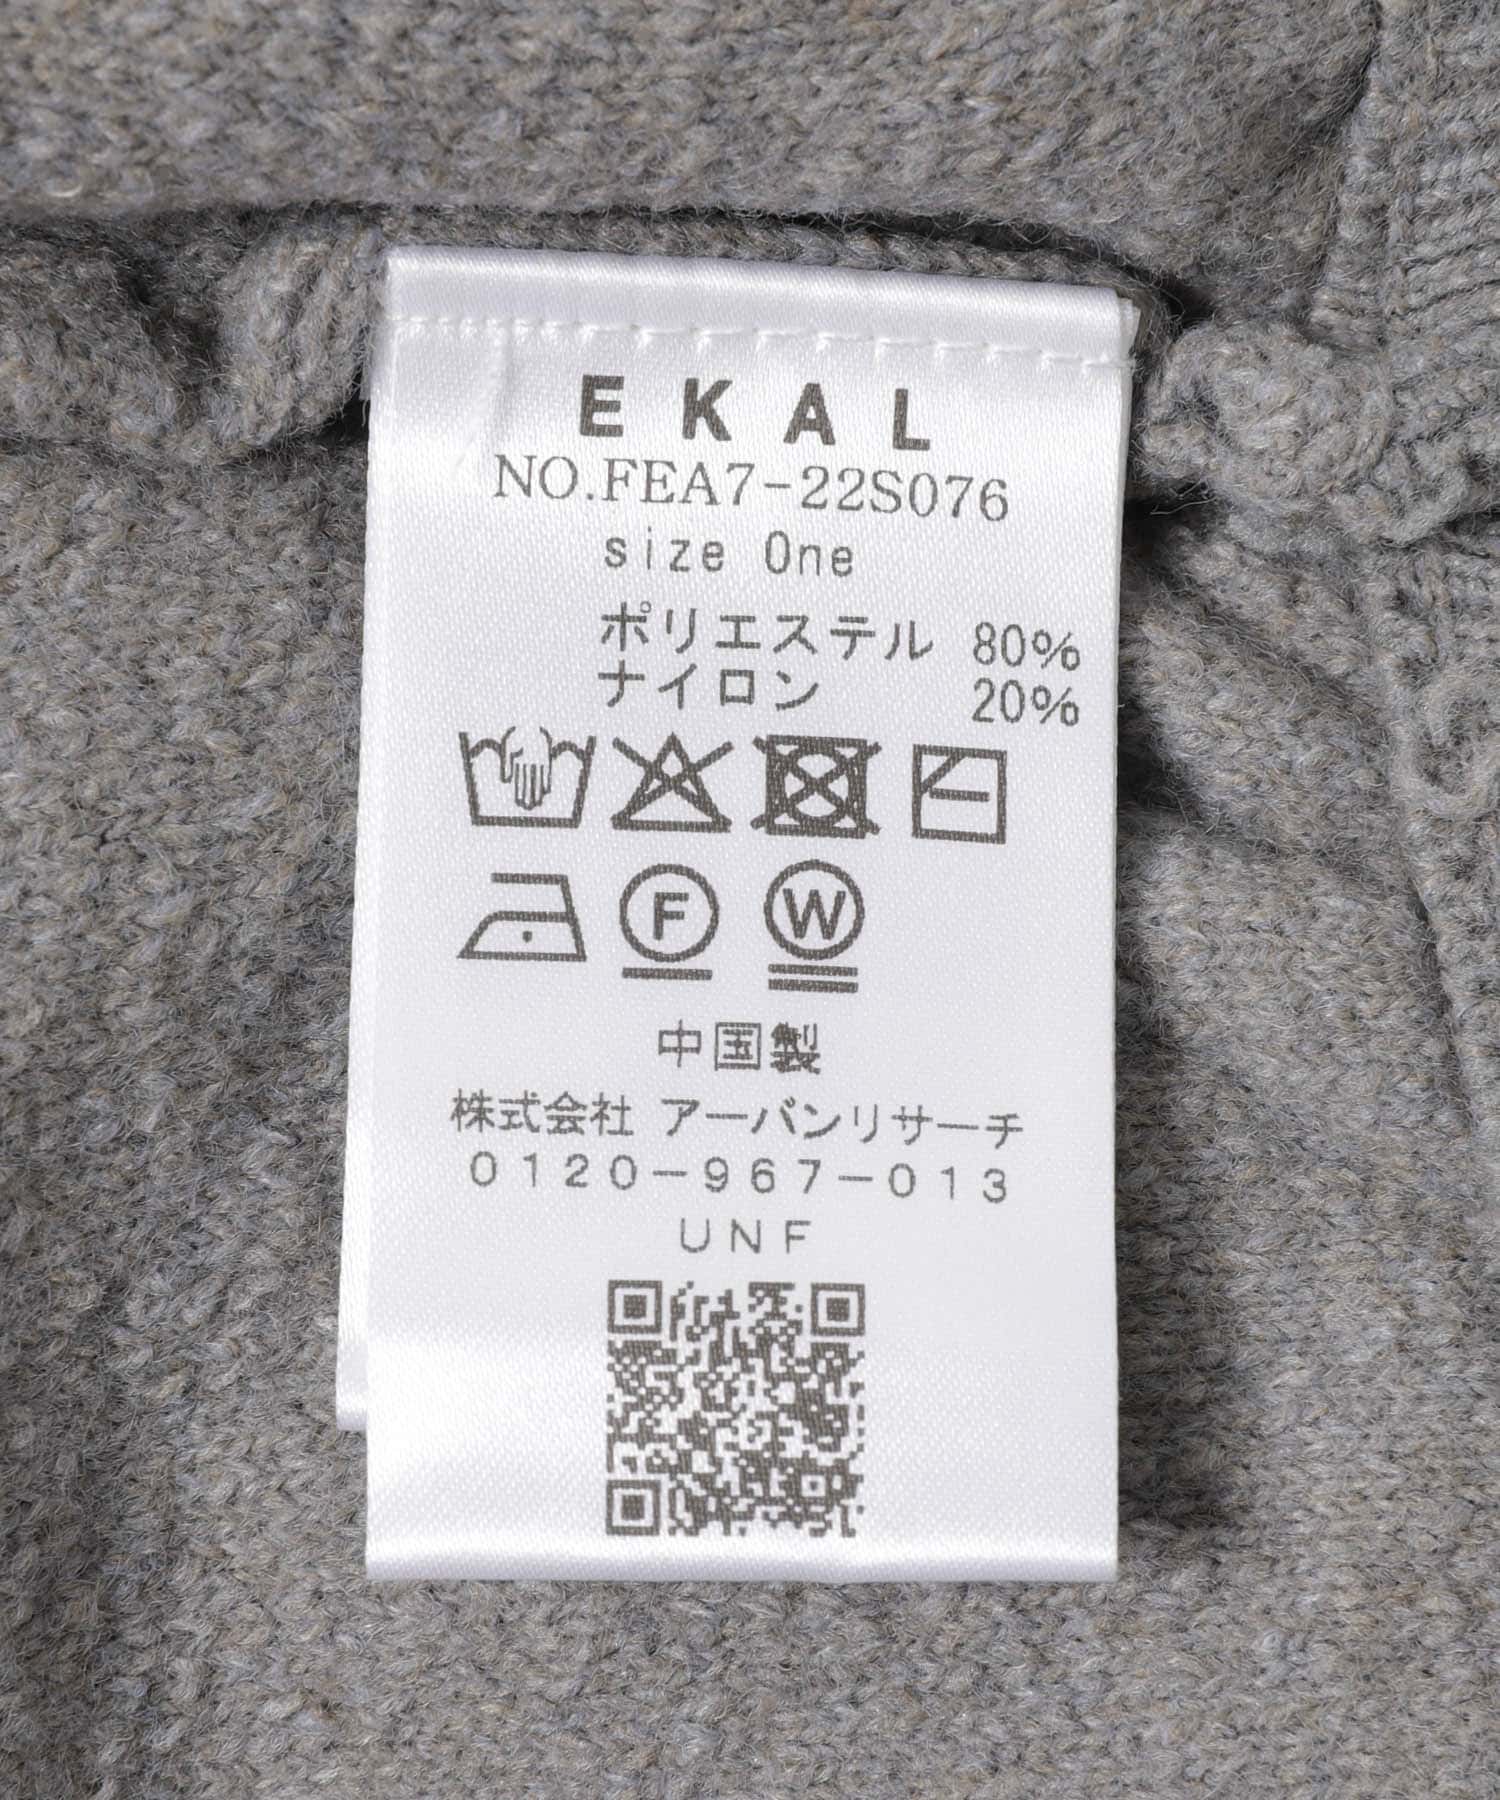 EKAL
NO.FEA7-22S076
size One
ポリエステル 80%
ナイロン 20%
F W
中国製
株式会社 アーバンリサーチ
0120-967-013
UNF